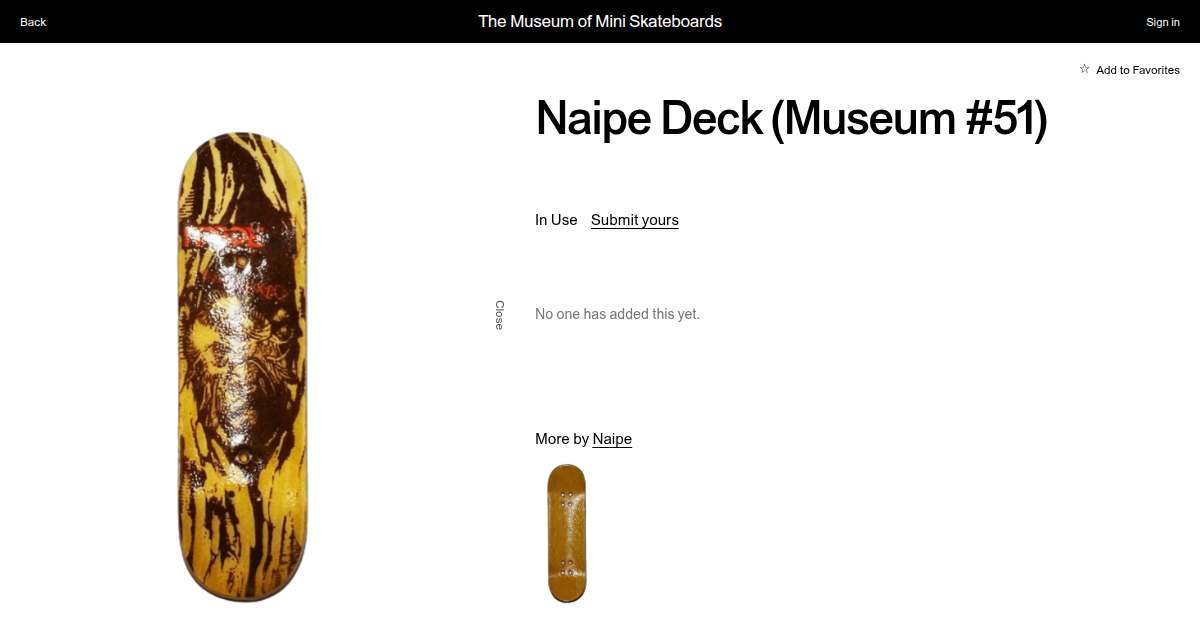 Back
The Museum of Mini Skateboards
Sign in
☆ Add to Favorites
Naipe Deck (Museum #51)
In Use Submit yours
Close
No one has added this yet.
More by Naipe